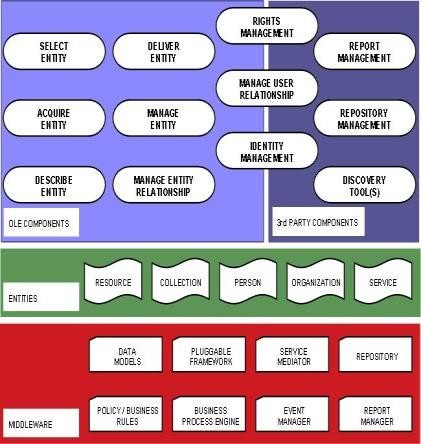 RIGHTS
MANAGEMENT
SELECT
ENTITY
DELIVER
ENTITY
REPORT
MANAGEMENT
MANAGE USER
RELATIONSHIP
ACQUIRE
ENTITY
MANAGE
ENTITY
REPOSITORY
MANAGEMENT
IDENTITY
MANAGEMENT
DESCRIBE
ENTITY
MANAGE ENTITY
RELATIONSHIP
DISCOVERY
TOOL(S)
OLE COMPONENTS
3rd PARTY COMPONENTS
RESOURCE
COLLECTION
PERSON
ORGANIZATION
SERVICE
ENTITIES
DATA
MODELS
PLUGGABLE
FRAMEWORK
SERVICE
MEDIATOR
REPOSITORY
POLICY / BUSINESS
RULES
BUSINESS
PROCESS ENGINE
EVENT
MANAGER
REPORT
MANAGER
MIDDLEWARE